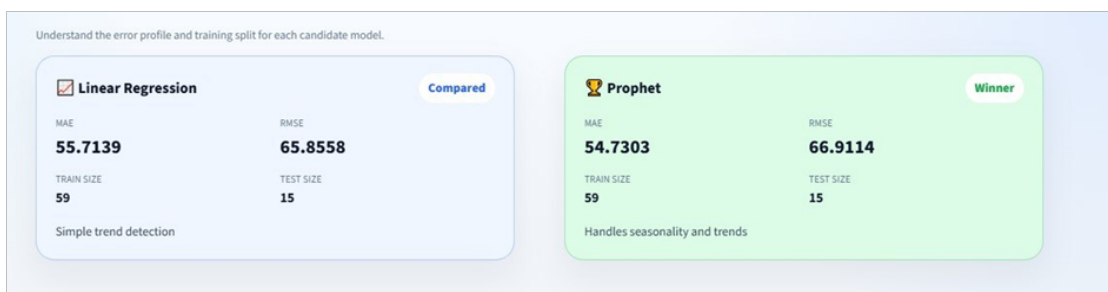 Understand the error profile and training split for each candidate model.
📈 Linear Regression
Compared
MAE
RMSE
55.7139
65.8558
TRAIN SIZE
TEST SIZE
59
15
Simple trend detection
🏆 Prophet
Winner
MAE
RMSE
54.7303
66.9114
TRAIN SIZE
TEST SIZE
59
15
Handles seasonality and trends